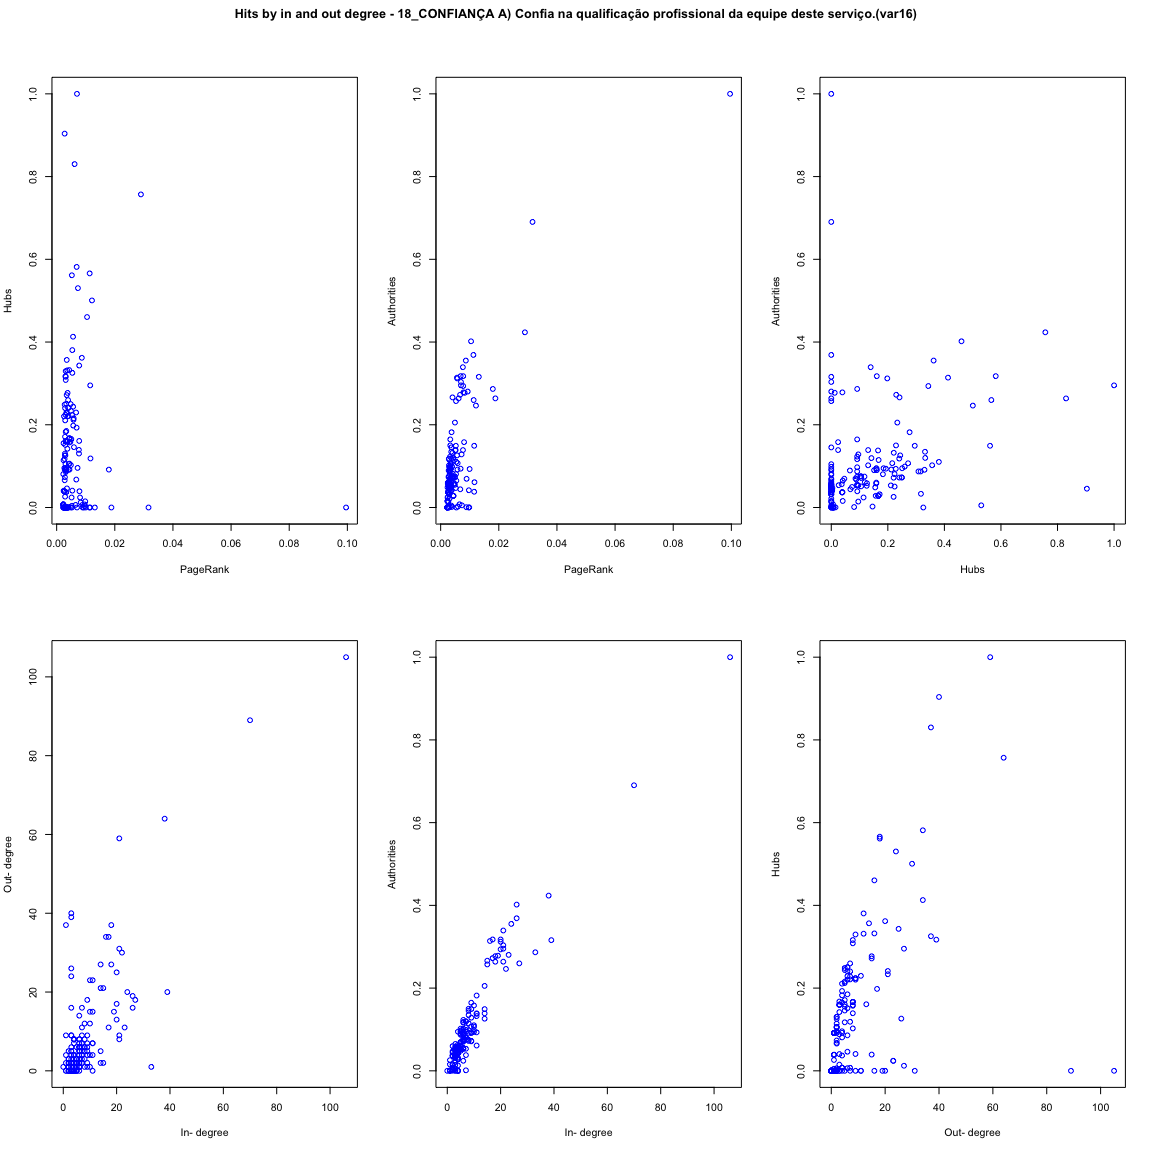 Hits by in and out degree - 18_CONFIANÇA A) Confia na qualificação profissional da equipe deste serviço.(var16)
Hubs
0.0 0.2 0.4 0.6 0.8 1.0
0.00 0.02 0.04 0.06 0.08 0.10
PageRank
Authorities
0.0 0.2 0.4 0.6 0.8 1.0
0.00 0.02 0.04 0.06 0.08 0.10
PageRank
Authorities
0.0 0.2 0.4 0.6 0.8 1.0
0.0 0.2 0.4 0.6 0.8 1.0
Hubs
Out- degree
0 20 40 60 80 100
0 20 40 60 80 100
In- degree
Authorities
0.0 0.2 0.4 0.6 0.8 1.0
0 20 40 60 80 100
In- degree
Hubs
0.0 0.2 0.4 0.6 0.8 1.0
0 20 40 60 80 100
Out- degree